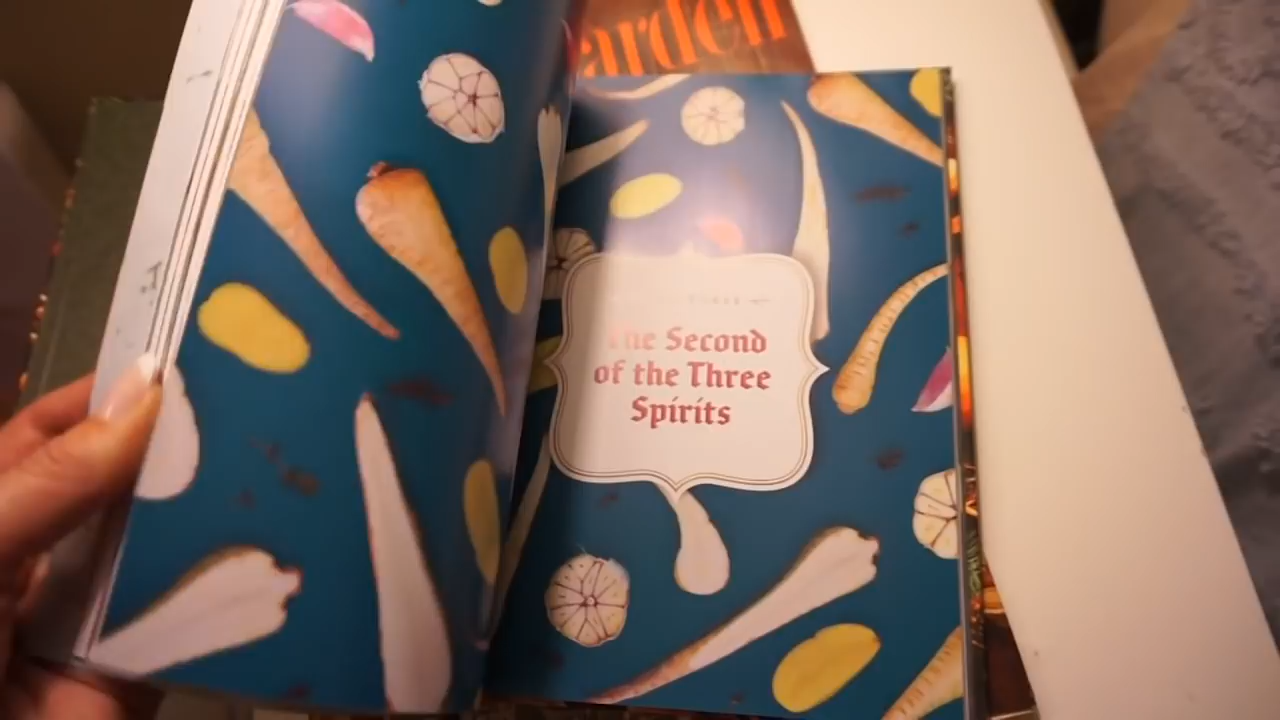 arden
The Second
of the Three
Spirits